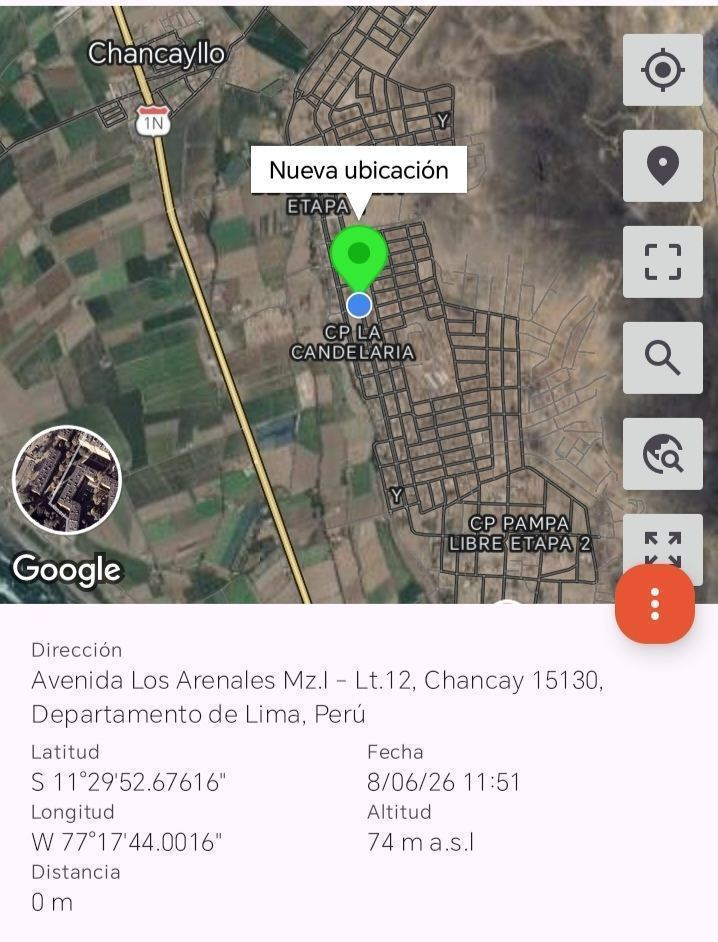 Chancayllo
1N
Y
Nueva ubicación
ETAPA
CP LA
CANDELARIA
Y
CP PAMPA
LIBRE ETAPA 2
Google
Dirección
Avenida Los Arenales Mz.I - Lt.12, Chancay 15130,
Departamento de Lima, Perú
Latitud
S 11°29'52.67616"
Fecha
8/06/26 11:51
Longitud
W 77°17'44.0016"
Altitud
74 m a.s.l
Distancia
0 m